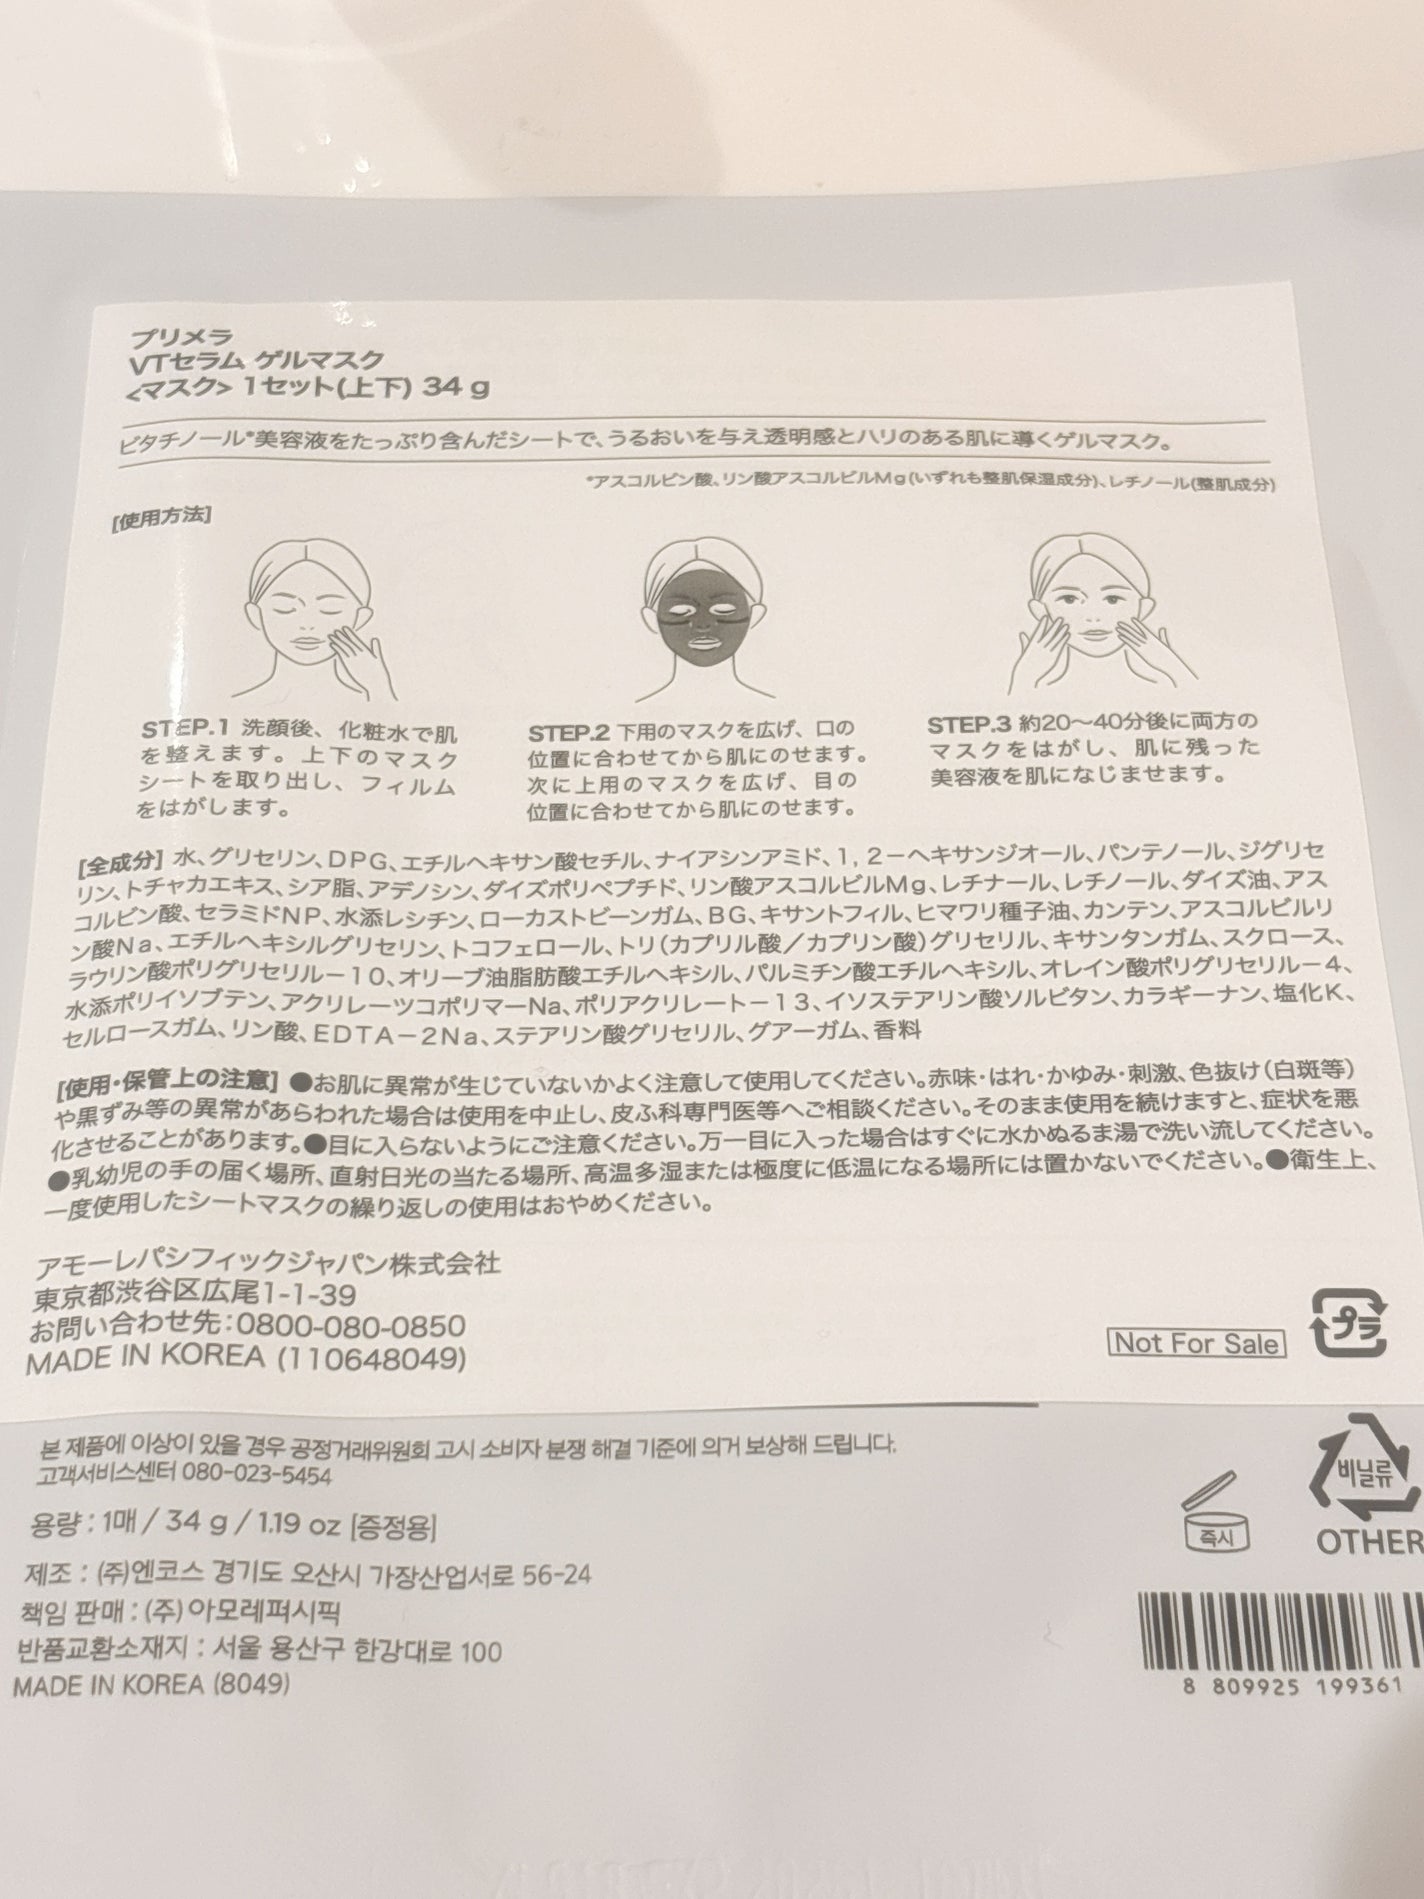 プリメラ
VTセラム ゲルマスク
<マスク> 1セット(上下) 34 g
ビタチノール*美容液をたっぷり含んだシートで、うるおいを与え透明感とハリのある肌に導くゲルマスク。
*アスコルビン酸、リン酸アスコルビルMg(いずれも整肌保湿成分)、レチノール(整肌成分)
[使用方法]
STEP.1 洗顔後、化粧水で肌
を整えます。上下のマスク
シートを取り出し、フィルム
をはがします。
STEP.2 下用のマスクを広げ、口の
位置に合わせてから肌にのせます。
次に上用のマスクを広げ、目の
位置に合わせてから肌にのせます。
STEP.3 約20〜40分後に両方の
マスクをはがし、肌に残った
美容液を肌になじませます。
[全成分] 水、グリセリン、DPG、エチルヘキサン酸セチル、ナイアシンアミド、1,2-ヘキサンジオール、パンテノール、ジグリセ
リン、トチャカエキス、シア脂、アデノシン、ダイズポリペプチド、リン酸アスコルビルMg、レチナール、レチノール、ダイズ油、アス
コルビン酸、セラミドNP、水添レシチン、ローカストビーンガム、BG、キサントフィル、ヒマワリ種子油、カンテン、アスコルビルリ
ン酸Na、エチルヘキシルグリセリン、トコフェロール、トリ(カプリル酸/カプリン酸)グリセリル、キサンタンガム、スクロース、
ラウリン酸ポリグリセリル-10、オリーブ油脂肪酸エチルヘキシル、パルミチン酸エチルヘキシル、オレイン酸ポリグリセリル-4、
水添ポリイソブテン、アクリレーツコポリマーNa、ポリアクリレート-13、イソステアリン酸ソルビタン、カラギーナン、塩化K、
セルロースガム、リン酸、EDTA-2Na、ステアリン酸グリセリル、グアーガム、香料
[使用・保管上の注意] ●お肌に異常が生じていないかよく注意して使用してください。赤味・はれ・かゆみ・刺激、色抜け(白斑等)
や黒ずみ等の異常があらわれた場合は使用を中止し、皮ふ科専門医等へご相談ください。そのまま使用を続けますと、症状を悪
化させることがあります。●目に入らないようにご注意ください。万一目に入った場合はすぐに水かぬるま湯で洗い流してください。
●乳幼児の手の届く場所、直射日光の当たる場所、高温多湿または極度に低温になる場所には置かないでください。●衛生上、
一度使用したシートマスクの繰り返しの使用はおやめください。
アモーレパシフィックジャパン株式会社
東京都渋谷区広尾1-1-39
お問い合わせ先:0800-080-0850
MADE IN KOREA (110648049)
Not For Sale
プラ
본 제품에 이상이 있을 경우 공정거래위원회 고시 소비자 분쟁 해결 기준에 의거 보상해 드립니다.
고객서비스센터 080-023-5454
용량 : 1매 / 34 g / 1.19 oz [증정용]
제조 : (주)엔코스 경기도 오산시 가장산업서로 56-24
책임 판매 : (주)아모레퍼시픽
반품교환소재지 : 서울 용산구 한강대로 100
MADE IN KOREA (8049)
즉시
비닐류
OTHER
8 809925 199361